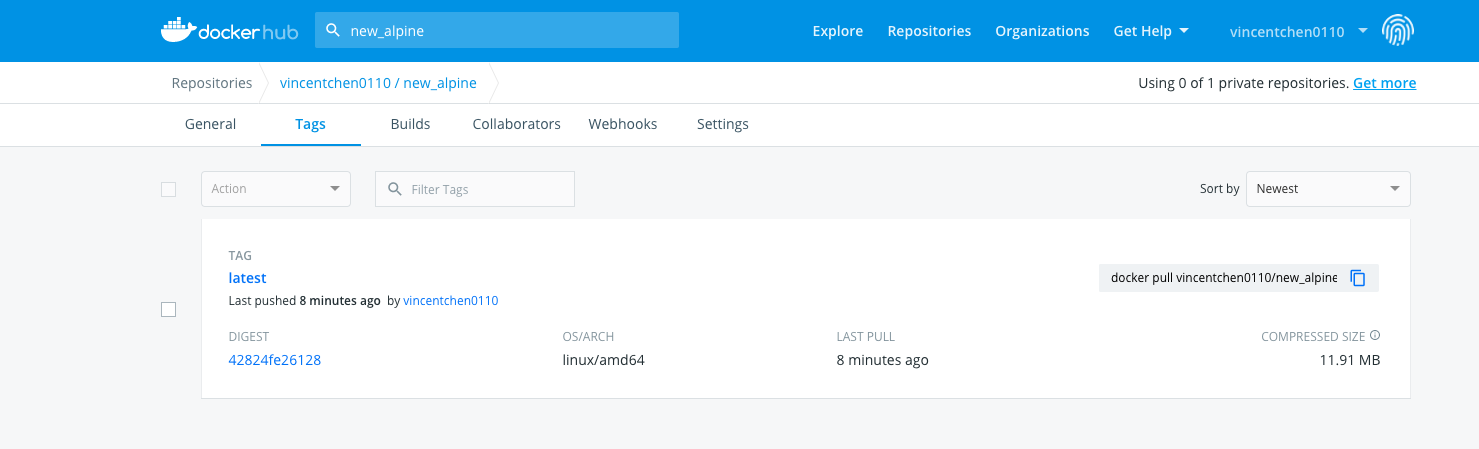 docker hub new_alpine Explore Repositories Organizations Get Help vincentchen0110
Repositories vincentchen0110 / new_alpine Using 0 of 1 private repositories. Get more
General Tags Builds Collaborators Webhooks Settings
Action Filter Tags Sort by Newest
TAG
latest
docker pull vincentchen0110/new_alpine
Last pushed 8 minutes ago by vincentchen0110
DIGEST OS/ARCH LAST PULL COMPRESSED SIZE
42824fe26128 linux/amd64 8 minutes ago 11.91 MB